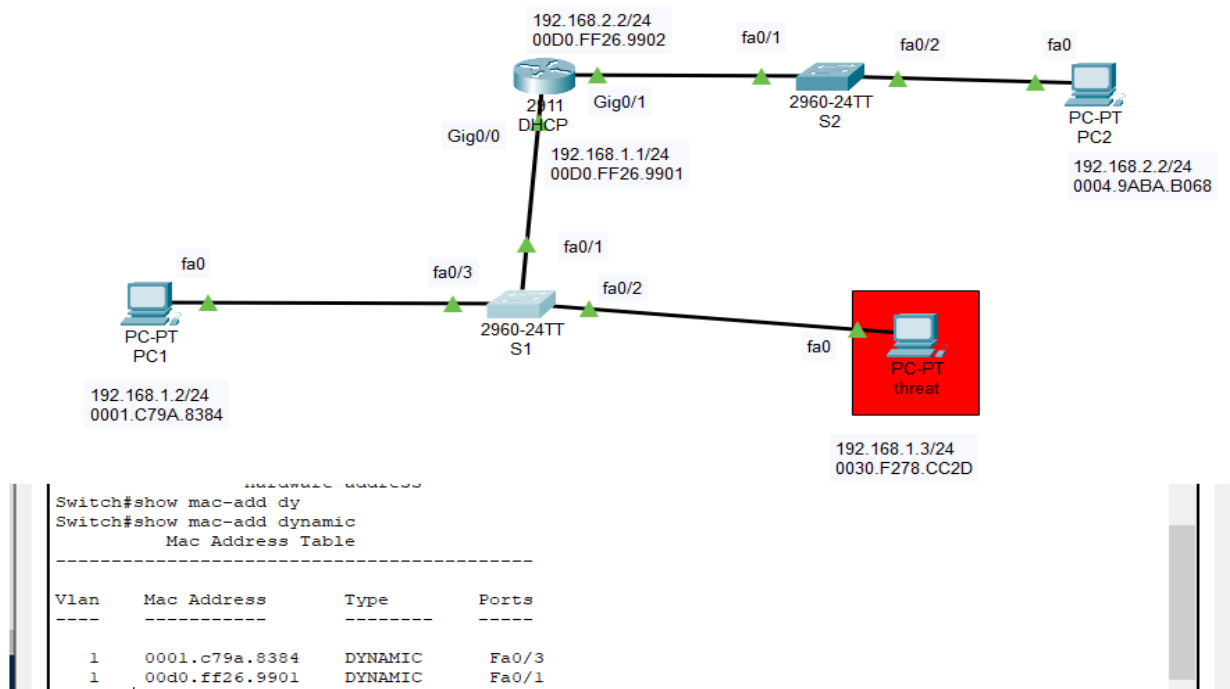 192.168.2.2/24
00D0.FF26.9902
fa0/1
fa0/2
fa0
2911
DHCP
Gig0/1
2960-24TT
S2
PC-PT
PC2
Gig0/0
192.168.1.1/24
00D0.FF26.9901
192.168.2.2/24
0004.9ABA.B068
fa0
fa0/3
fa0/1
fa0/2
PC-PT
PC1
2960-24TT
S1
fa0
PC-PT
threat
192.168.1.2/24
0001.C79A.8384
192.168.1.3/24
0030.F278.CC2D
Hardware address
Switch#show mac-add dy
Switch#show mac-add dynamic
Mac Address Table
-------------------------------------------
Vlan Mac Address Type Ports
---- ----------- -------- -----
1 0001.c79a.8384 DYNAMIC Fa0/3
1 00d0.ff26.9901 DYNAMIC Fa0/1